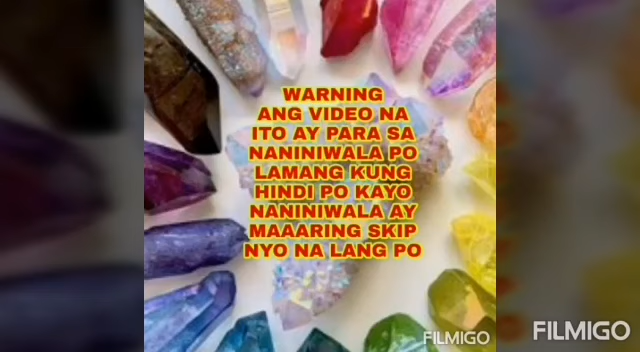 WARNING
ANG VIDEO NA
ITO AY PARA SA
NANINIWALA PO
LAMANG KUNG
HINDI PO KAYO
NANINIWALA AY
MAAARING SKIP
NYO NA LANG PO
FILMIGO
FILMIGO